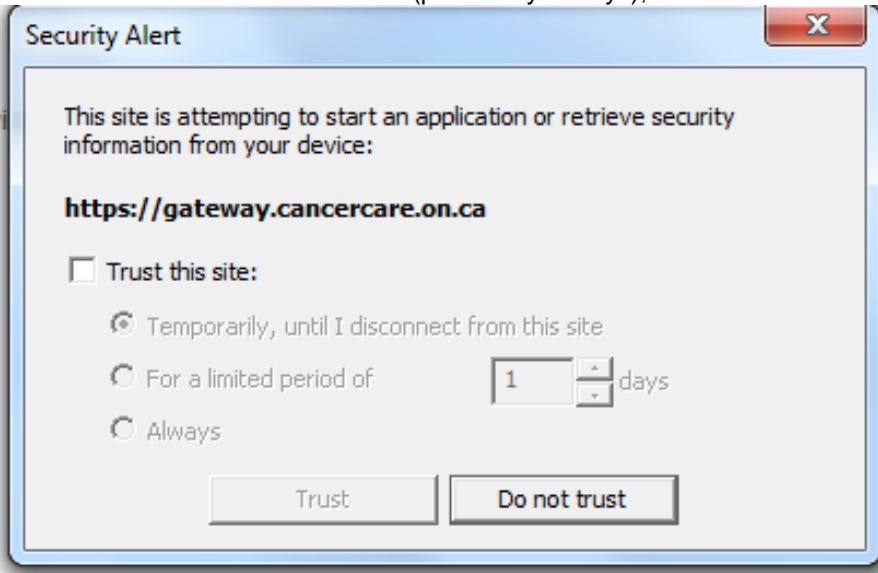 Security Alert
This site is attempting to start an application or retrieve security
information from your device:
https://gateway.cancercare.on.ca
Trust this site:
Temporarily, until I disconnect from this site
For a limited period of 1 days
Always
Trust Do not trust